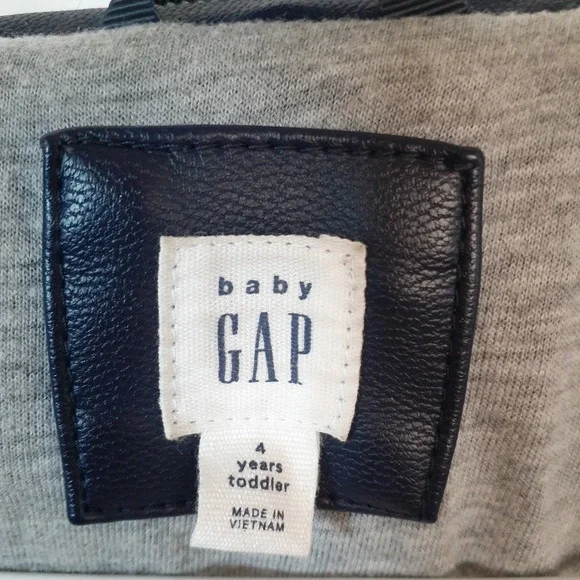 baby
GAP
4
years
toddler
MADE IN
VIETNAM